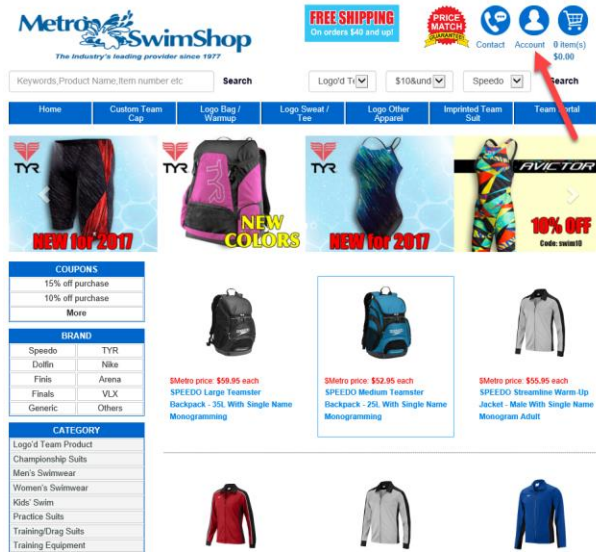 Metro SwimShop
The Industry's leading provider since 1977
FREE SHIPPING
On orders $40 and up!
PRICE
MATCH
GUARANTEE
Contact
Account
0 item(s)
$0.00
Keywords,Product Name,Item number etc
Search
Logo'd Te
$10&und
Speedo
Search
Home
Custom Team
Cap
Logo Bag /
Warmup
Logo Sweat /
Tee
Logo Other
Apparel
Imprinted Team
Suit
Team Portal
TYR
NEW for 2017
TYR
TYR
NEW
COLORS
TYR
NEW for 2017
AVICTOR
10% OFF
Code: swim10
COUPONS
15% off purchase
10% off purchase
More
BRAND
Speedo
TYR
Dolfin
Nike
Finis
Arena
Finals
VLX
Generic
Others
CATEGORY
Logo'd Team Product
Championship Suits
Men's Swimwear
Women's Swimwear
Kids' Swim
Practice Suits
Training/Drag Suits
Training Equipment
$Metro price: $59.95 each
SPEEDO Large Teamster
Backpack - 35L With Single Name
Monogramming
$Metro price: $52.95 each
SPEEDO Medium Teamster
Backpack - 25L With Single Name
Monogramming
$Metro price: $55.95 each
SPEEDO Streamline Warm-Up
Jacket - Male With Single Name
Monogram Adult